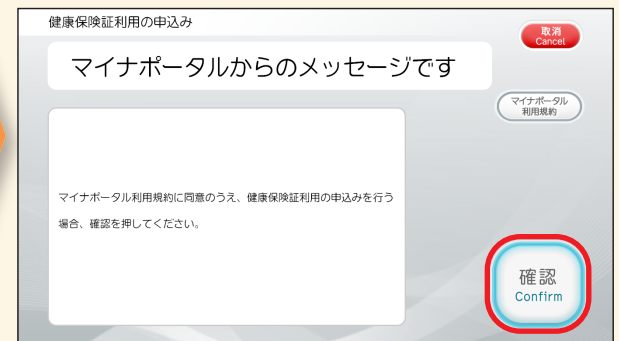 健康保険証利用の申込み
取消
Cancel
マイナポータルからのメッセージです
マイナポータル
利用規約
マイナポータル利用規約に同意のうえ、健康保険証利用の申込みを行う
場合、確認を押してください。
確認
Confirm